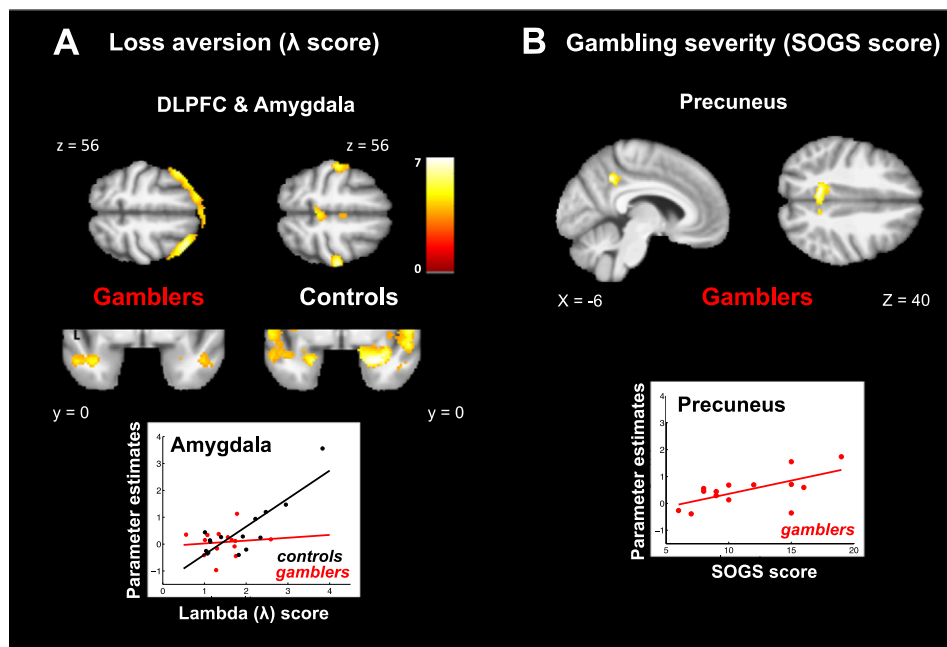 A Loss aversion (λ score)
DLPFC & Amygdala
z = 56
z = 56
7
0
Gamblers
Controls
L
y = 0
y = 0
Amygdala
Parameter estimates
4
3
2
1
0
−1
0 1 2 3 4
controls
gamblers
Lambda (λ) score
B Gambling severity (SOGS score)
Precuneus
X = -6
Gamblers
Z = 40
Precuneus
Parameter estimates
4
3
2
1
0
−1
5 10 15 20
gamblers
SOGS score